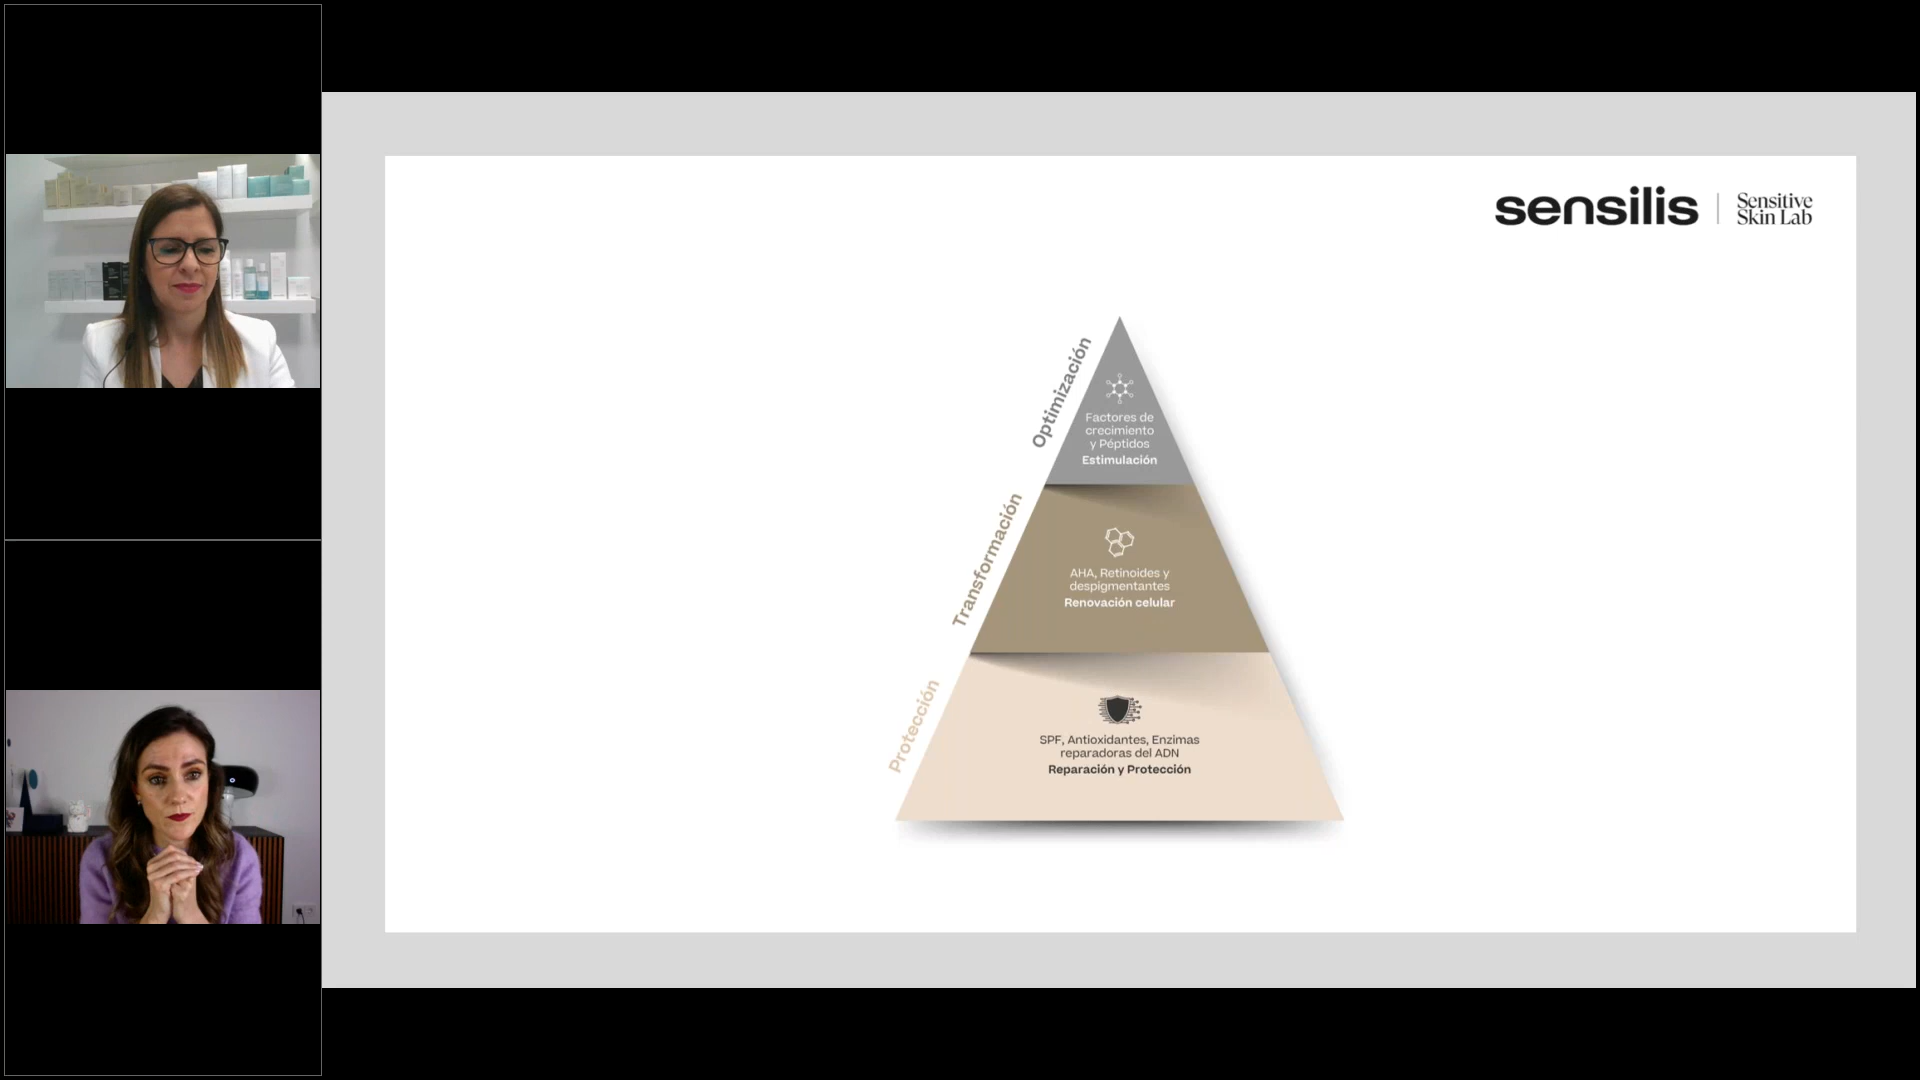 sensilis
Sensitive
Skin Lab
Optimización
Factores de
crecimiento
y Péptidos
Estimulación
Transformación
AHA, Retinoides y
despigmentantes
Renovación celular
Protección
SPF, Antioxidantes, Enzimas
reparadoras del ADN
Reparación y Protección